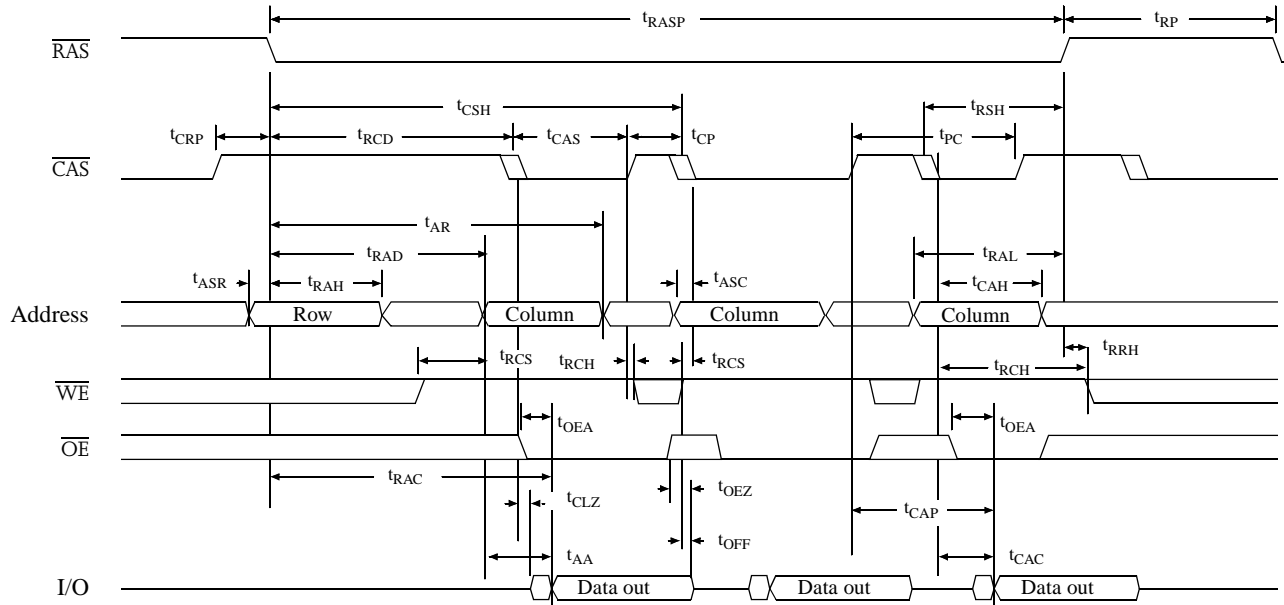 tRASP
tRP
RAS
tCSH
tRSH
tCRP
tRCD
tCAS
tCP
tPC
CAS
tAR
tRAD
tRAL
tASR
tRAH
tASC
tCAH
Address
Row
Column
Column
Column
tRCS
tRCH
tRCS
tRRH
tRCH
WE
tOEA
tOEA
OE
tRAC
tCLZ
tOEZ
tCAP
tOFF
tAA
tCAC
I/O
Data out
Data out
Data out